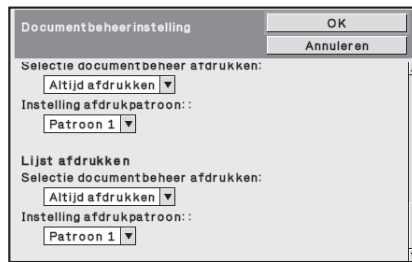 Documentbeheerinstelling
OK
Annuleren
Selectie documentbeheer afdrukken:
Altijd afdrukken
Instelling afdrukpatroon: :
Patroon 1
Lijst afdrukken
Selectie documentbeheer afdrukken:
Altijd afdrukken
Instelling afdrukpatroon: :
Patroon 1